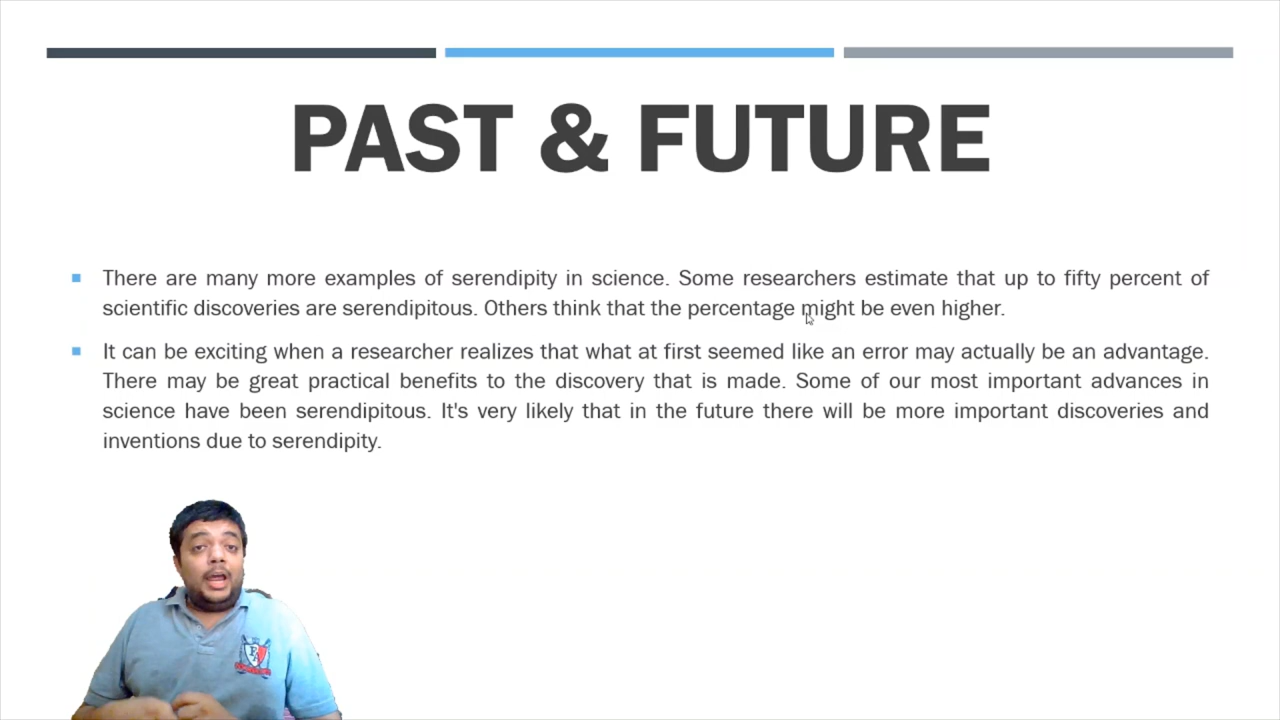 PAST & FUTURE
There are many more examples of serendipity in science. Some researchers estimate that up to fifty percent of
scientific discoveries are serendipitous. Others think that the percentage might be even higher.
It can be exciting when a researcher realizes that what at first seemed like an error may actually be an advantage.
There may be great practical benefits to the discovery that is made. Some of our most important advances in
science have been serendipitous. It's very likely that in the future there will be more important discoveries and
inventions due to serendipity.